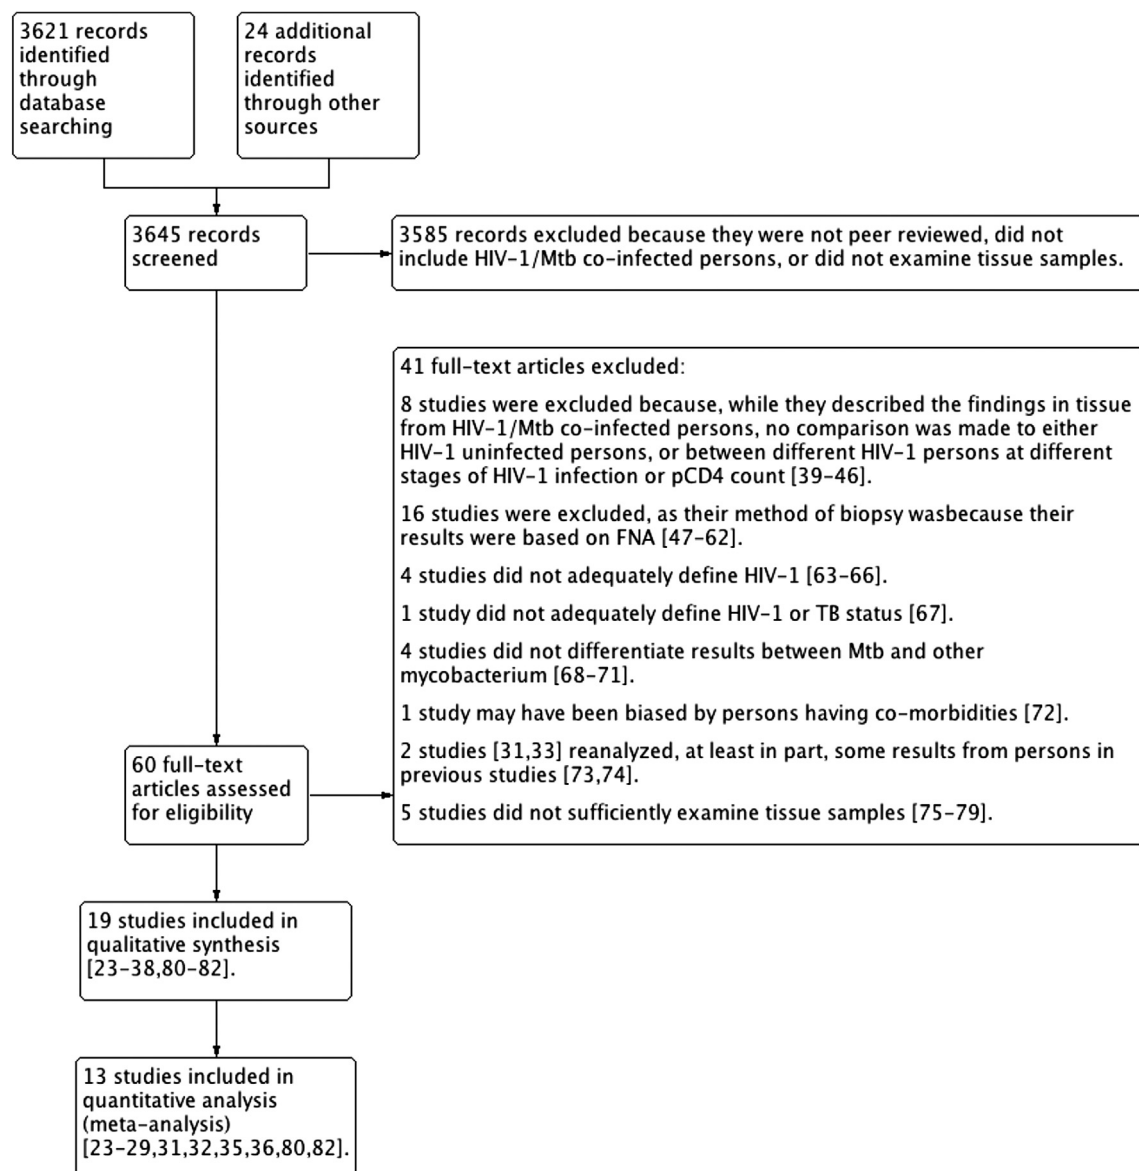 3621 records
identified
through
database
searching
24 additional
records
identified
through other
sources
3645 records
screened
3585 records excluded because they were not peer reviewed, did not
include HIV-1/Mtb co-infected persons, or did not examine tissue samples.
41 full-text articles excluded:
8 studies were excluded because, while they described the findings in tissue
from HIV-1/Mtb co-infected persons, no comparison was made to either
HIV-1 uninfected persons, or between different HIV-1 persons at different
stages of HIV-1 infection or pCD4 count [39-46].
16 studies were excluded, as their method of biopsy wasbecause their
results were based on FNA [47-62].
4 studies did not adequately define HIV-1 [63-66].
1 study did not adequately define HIV-1 or TB status [67].
4 studies did not differentiate results between Mtb and other
mycobacterium [68-71].
1 study may have been biased by persons having co-morbidities [72].
2 studies [31,33] reanalyzed, at least in part, some results from persons in
previous studies [73,74].
5 studies did not sufficiently examine tissue samples [75-79].
60 full-text
articles assessed
for eligibility
19 studies included in
qualitative synthesis
[23-38,80-82].
13 studies included in
quantitative analysis
(meta-analysis)
[23-29,31,32,35,36,80,82].